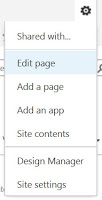 Shared with...
Edit page
Add a page
Add an app
Site contents
Design Manager
Site settings